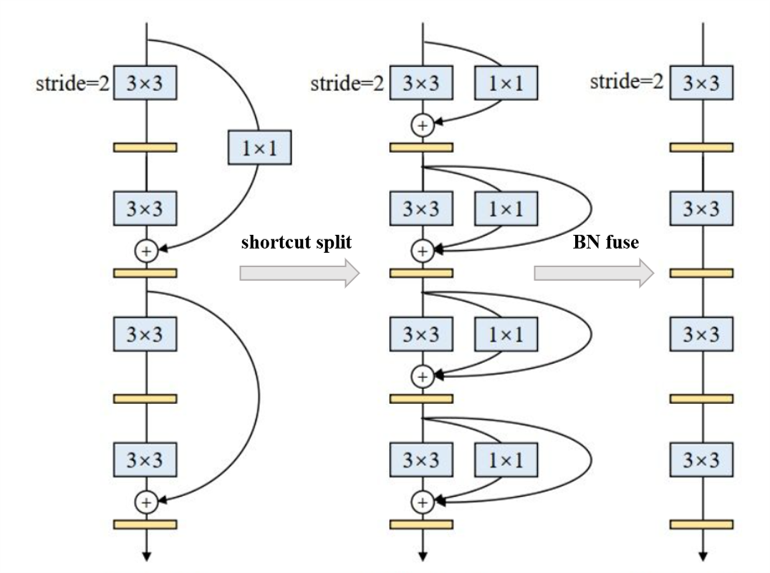 stride=2 3×3
1×1
3×3
3×3
3×3
shortcut split
stride=2 3×3 1×1
3×3 1×1
3×3 1×1
3×3 1×1
BN fuse
stride=2 3×3
3×3
3×3
3×3